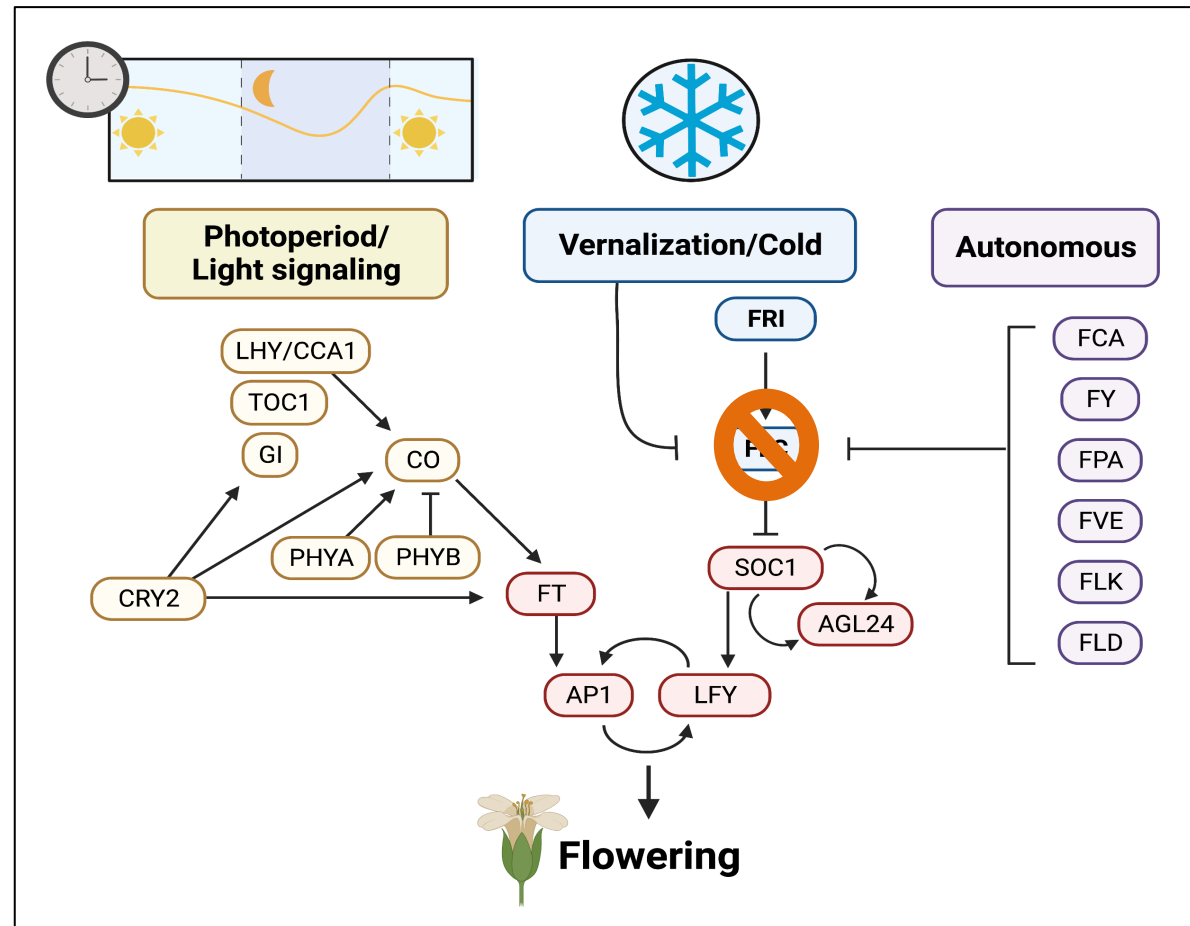 Photoperiod/
Light signaling
Vernalization/Cold
Autonomous
FRI
LHY/CCA1
TOC1
GI
CO
PHYA
PHYB
CRY2
FT
SOC1
AGL24
AP1
LFY
FCA
FY
FPA
FVE
FLK
FLD
Flowering